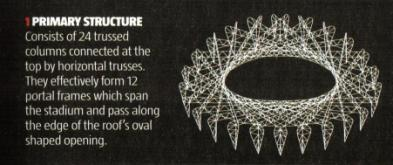 1 PRIMARY STRUCTURE
Consists of 24 trussed
columns connected at the
top by horizontal trusses.
They effectively form 12
portal frames which span
the stadium and pass along
the edge of the roof's oval
shaped opening.